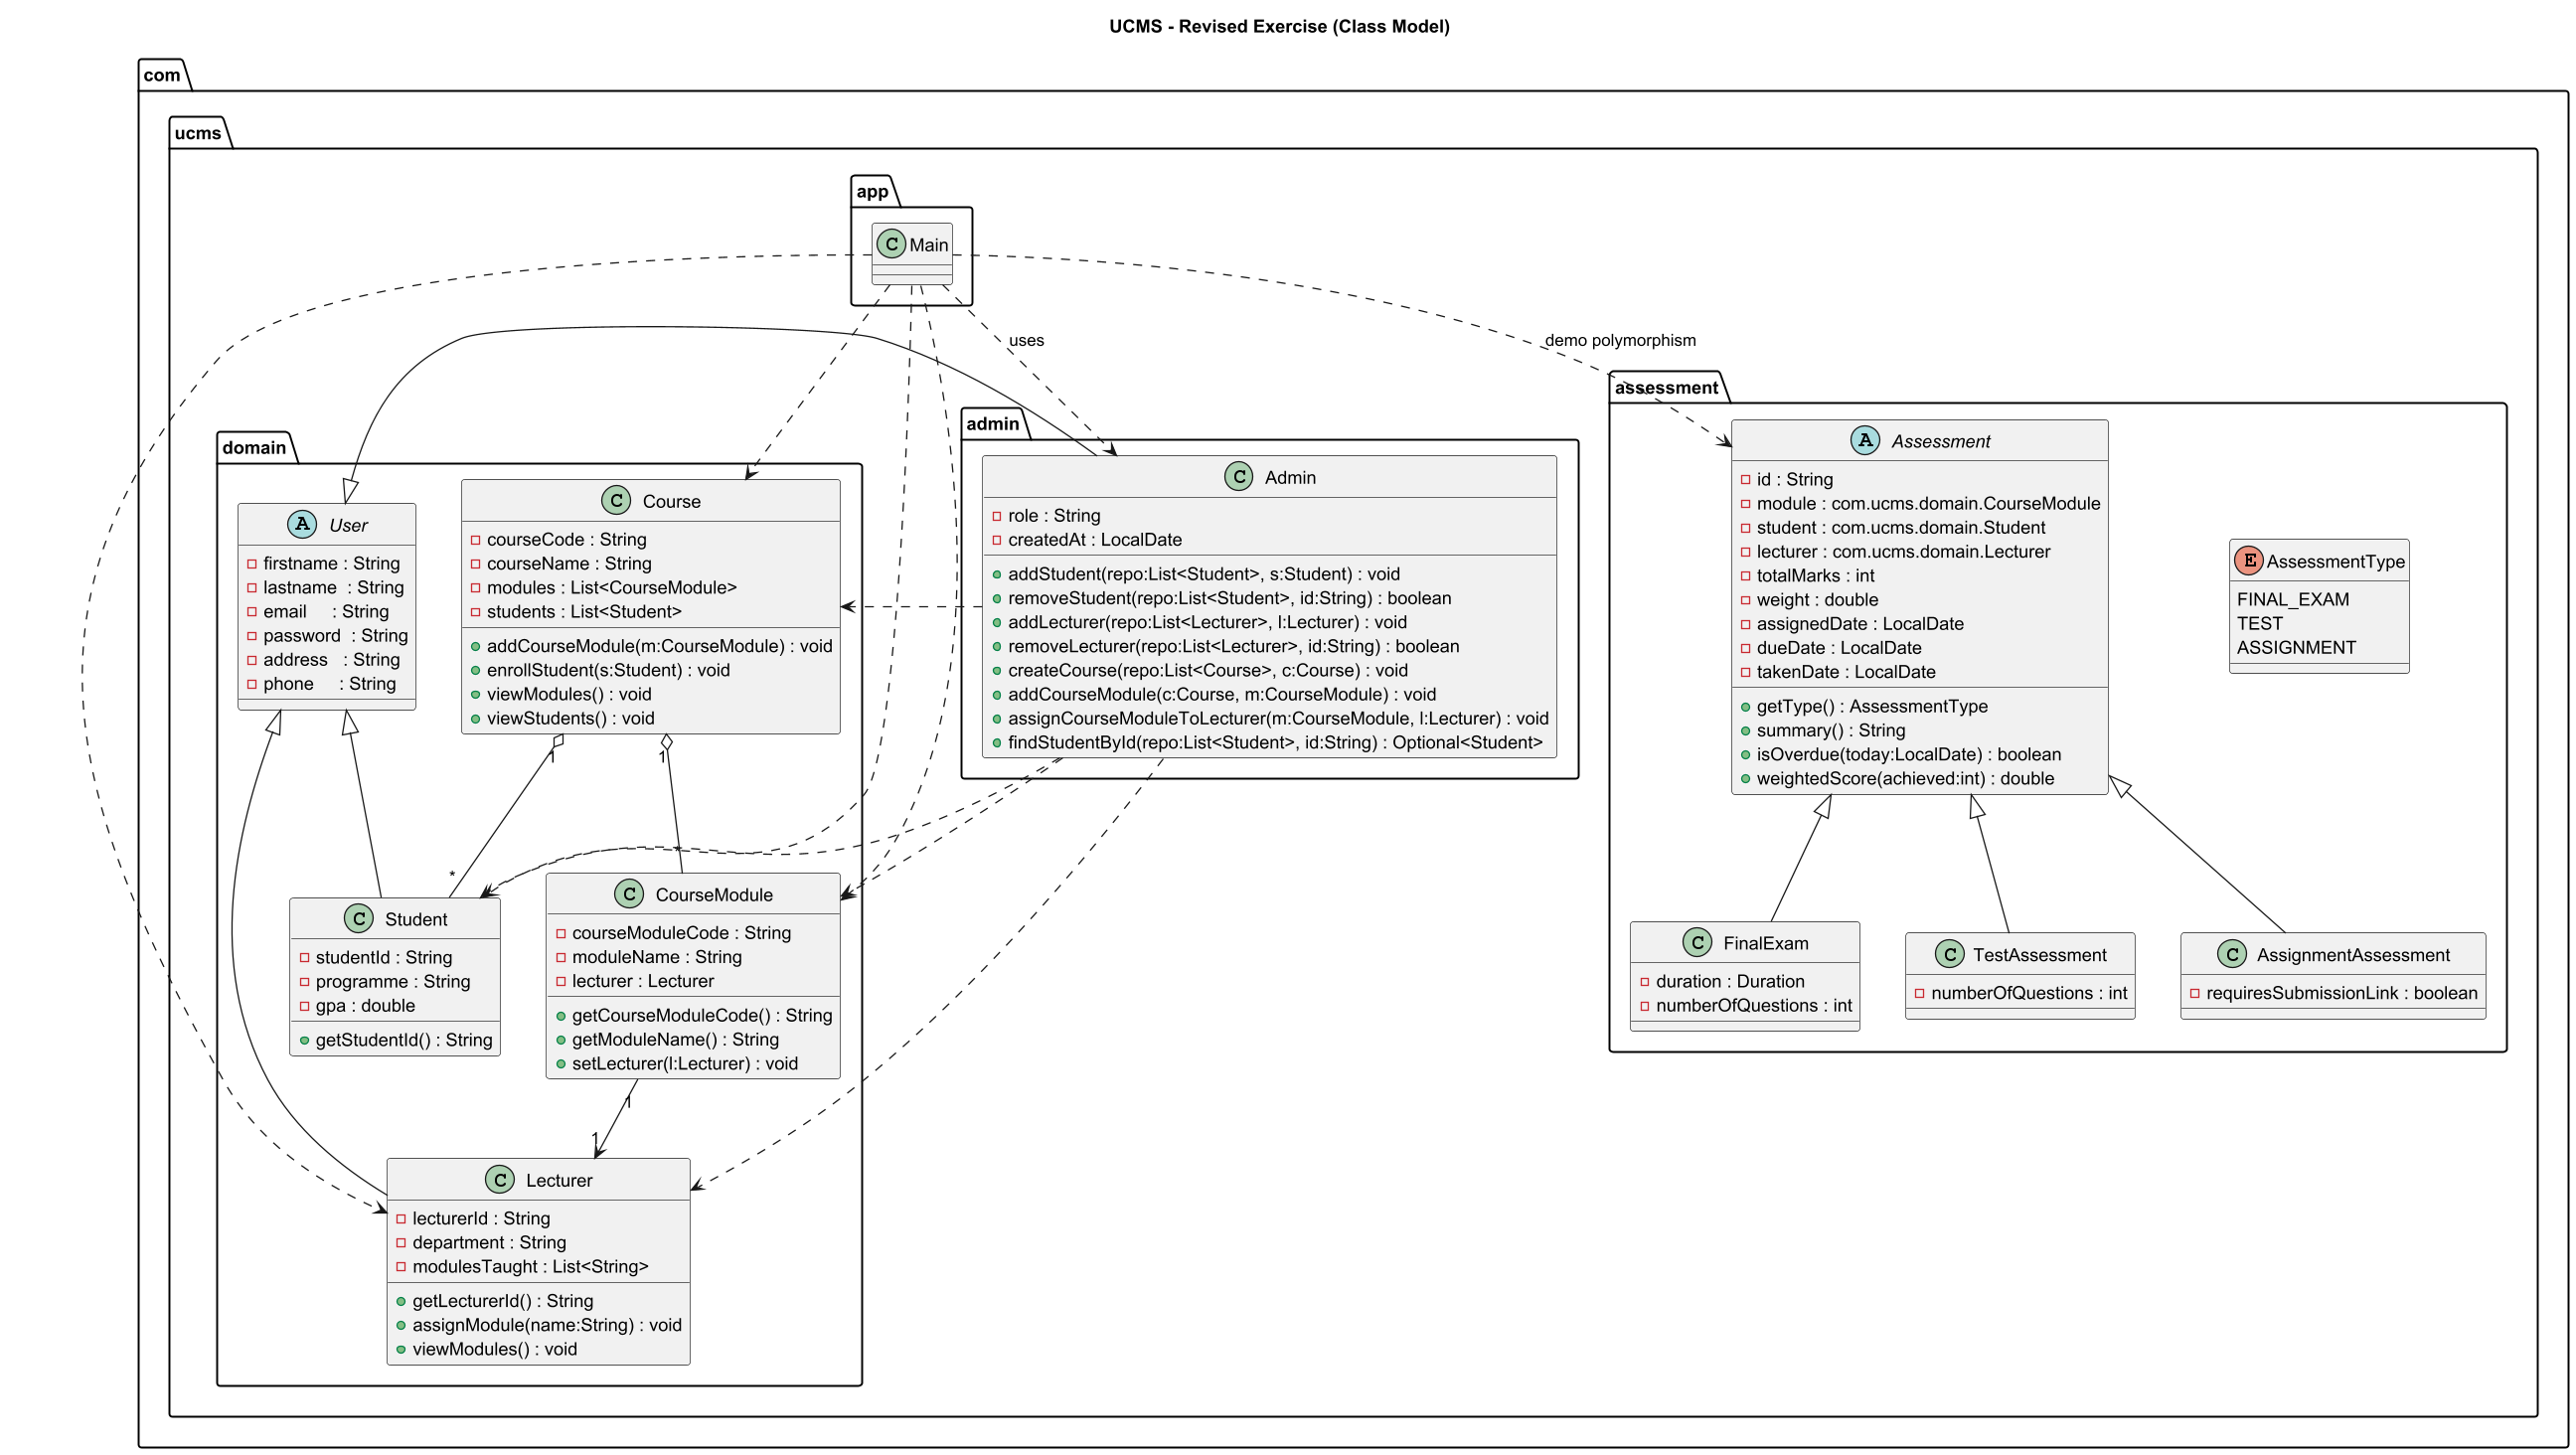 UCMS - Revised Exercise (Class Model)
com
ucms
app
C Main
uses
demo polymorphism
domain
A User
firstname : String
lastname : String
email : String
password : String
address : String
phone : String
C Course
courseCode : String
courseName : String
modules : List<CourseModule>
students : List<Student>
addCourseModule(m:CourseModule) : void
enrollStudent(s:Student) : void
viewModules() : void
viewStudents() : void
1
1
*
*
C Student
studentId : String
programme : String
gpa : double
getStudentId() : String
C CourseModule
courseModuleCode : String
moduleName : String
lecturer : Lecturer
getCourseModuleCode() : String
getModuleName() : String
setLecturer(l:Lecturer) : void
1
1
C Lecturer
lecturerId : String
department : String
modulesTaught : List<String>
getLecturerId() : String
assignModule(name:String) : void
viewModules() : void
admin
C Admin
role : String
createdAt : LocalDate
addStudent(repo:List<Student>, s:Student) : void
removeStudent(repo:List<Student>, id:String) : boolean
addLecturer(repo:List<Lecturer>, l:Lecturer) : void
removeLecturer(repo:List<Lecturer>, id:String) : boolean
createCourse(repo:List<Course>, c:Course) : void
addCourseModule(c:Course, m:CourseModule) : void
assignCourseModuleToLecturer(m:CourseModule, l:Lecturer) : void
findStudentById(repo:List<Student>, id:String) : Optional<Student>
assessment
A Assessment
id : String
module : com.ucms.domain.CourseModule
student : com.ucms.domain.Student
lecturer : com.ucms.domain.Lecturer
totalMarks : int
weight : double
assignedDate : LocalDate
dueDate : LocalDate
takenDate : LocalDate
getType() : AssessmentType
summary() : String
isOverdue(today:LocalDate) : boolean
weightedScore(achieved:int) : double
E AssessmentType
FINAL_EXAM
TEST
ASSIGNMENT
C FinalExam
duration : Duration
numberOfQuestions : int
C TestAssessment
numberOfQuestions : int
C AssignmentAssessment
requiresSubmissionLink : boolean